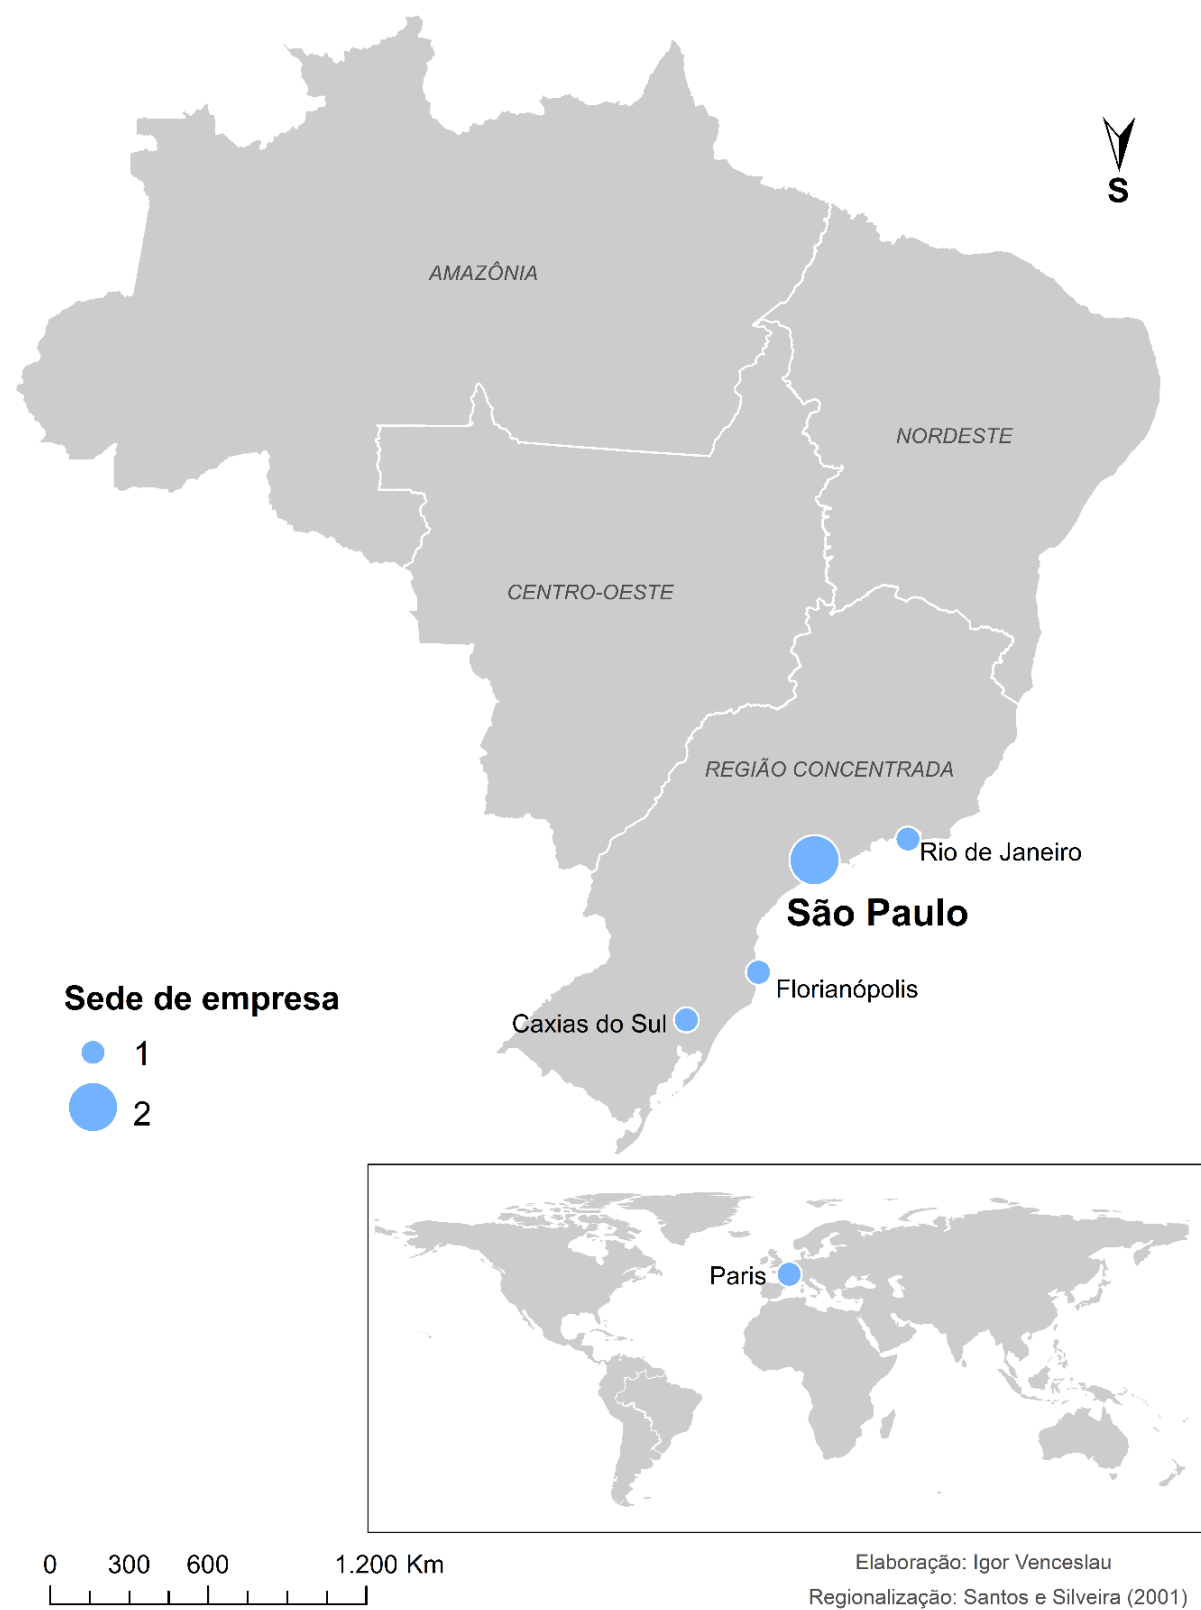 S
AMAZÔNIA
NORDESTE
CENTRO-OESTE
REGIÃO CONCENTRADA
Rio de Janeiro
São Paulo
Florianópolis
Caxias do Sul
Sede de empresa
1
2
Paris
0 300 600 1.200 Km
Elaboração: Igor Venceslau
Regionalização: Santos e Silveira (2001)